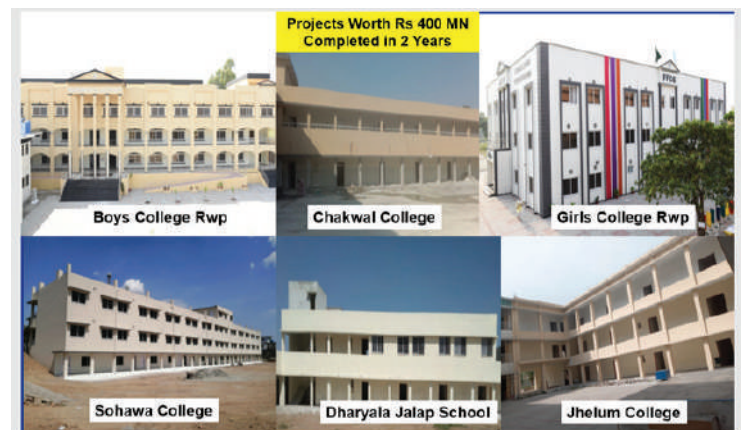 Projects Worth Rs 400 MN
Completed in 2 Years
FFCG
Boys College Rwp
Chakwal College
Girls College Rwp
Sohawa College
Dharyala Jalap School
Jhelum College